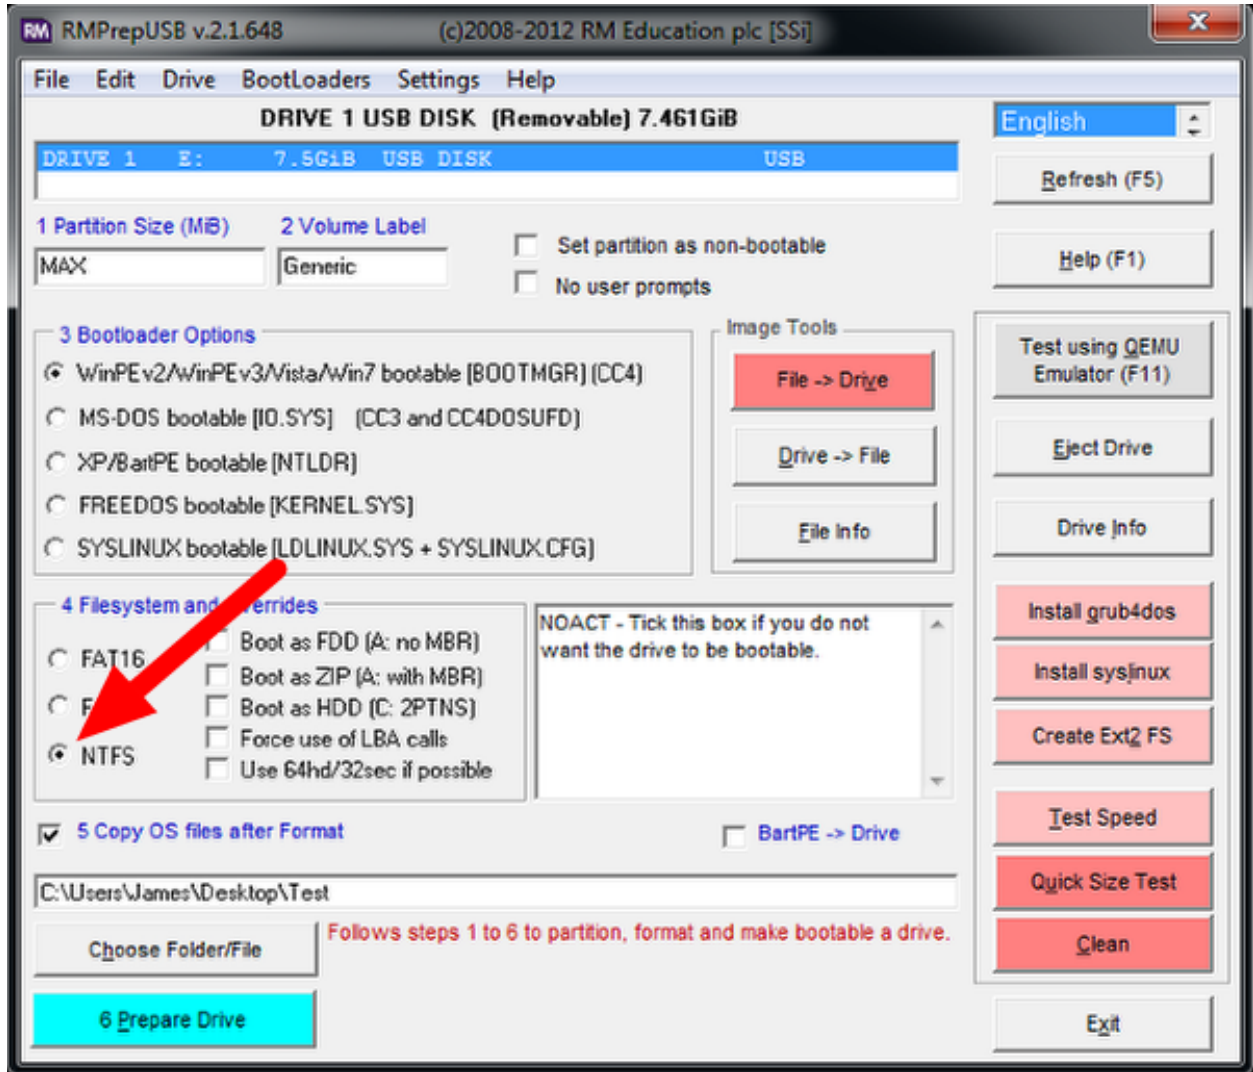 RM RMPrepUSB v.2.1.648 (c)2008-2012 RM Education plc [SSi]
File Edit Drive BootLoaders Settings Help
DRIVE 1 USB DISK (Removable) 7.461GiB
English
DRIVE 1 E: 7.5GiB USB DISK USB
Refresh (F5)
1 Partition Size (MiB) 2 Volume Label
MAX Generic
Set partition as non-bootable
No user prompts
Help (F1)
3 Bootloader Options
WinPEv2/WinPEv3/Vista/Win7 bootable [BOOTMGR] (CC4)
MS-DOS bootable [IO.SYS] (CC3 and CC4DOSUFD)
XP/BartPE bootable [NTLDR]
FREEDOS bootable [KERNEL.SYS]
SYSLINUX bootable [LDLINUX.SYS + SYSLINUX.CFG]
Image Tools
File -> Drive
Drive -> File
File Info
Test using QEMU
Emulator (F11)
Eject Drive
Drive Info
4 Filesystem and
FAT16
NTFS
Boot as FDD (A: no MBR)
Boot as ZIP (A: with MBR)
Boot as HDD (C: 2PTNS)
Force use of LBA calls
Use 64hd/32sec if possible
NOACT - Tick this box if you do not
want the drive to be bootable.
Install grub4dos
Install syslinux
Create Ext2 FS
Test Speed
Quick Size Test
Clean
5 Copy OS files after Format
BartPE -> Drive
C:\Users\James\Desktop\Test
Choose Folder/File
Follows steps 1 to 6 to partition, format and make bootable a drive.
6 Prepare Drive
Exit